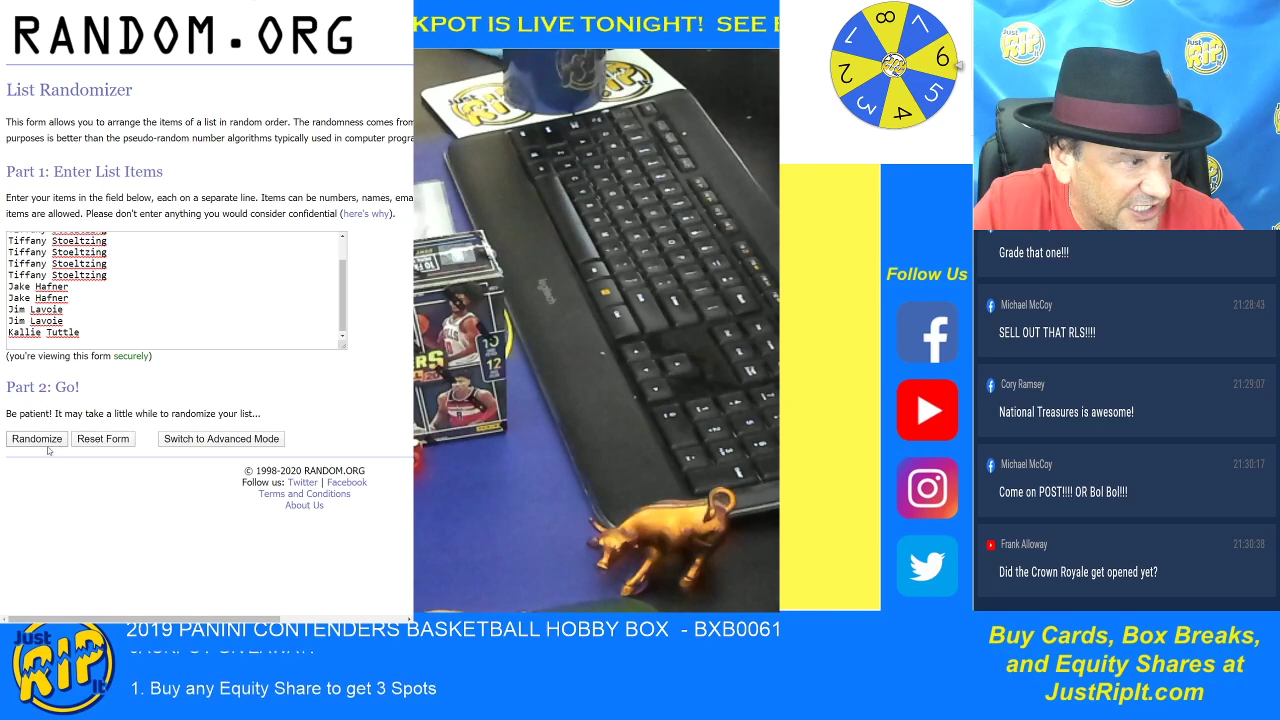 RANDOM.ORG
List Randomizer
This form allows you to arrange the items of a list in random order. The randomness comes from
purposes is better than the pseudo-random number algorithms typically used in computer progra
Part 1: Enter List Items
Enter your items in the field below, each on a separate line. Items can be numbers, names, ema
items are allowed. Please don't enter anything you would consider confidential (here's why).
Tiffany Stoeltzing
Tiffany Stoeltzing
Tiffany Stoeltzing
Tiffany Stoeltzing
Jake Hafner
Jake Hafner
Jim Lavoie
Jim Lavoie
Kallie Tuttle
(you're viewing this form securely)
Part 2: Go!
Be patient! It may take a little while to randomize your list...
Randomize
Reset Form
Switch to Advanced Mode
© 1998-2020 RANDOM.ORG
Follow us: Twitter | Facebook
Terms and Conditions
About Us
KPOT IS LIVE TONIGHT! SEE
logitech
10
12
8
7
6
5
4
3
2
1
Just
RIP
It
Follow Us
Grade that one!!!
Michael McCoy 21:28:43
SELL OUT THAT RLS!!!!
Cory Ramsey 21:29:07
National Treasures is awesome!
Michael McCoy 21:30:17
Come on POST!!!! OR Bol Bol!!!
Frank Alloway 21:30:38
Did the Crown Royale get opened yet?
Just
RIP
It
2019 PANINI CONTENDERS BASKETBALL HOBBY BOX - BXB0061
JACKPOT GIVEAWAY:
1. Buy any Equity Share to get 3 Spots
Buy Cards, Box Breaks,
and Equity Shares at
JustRipIt.com